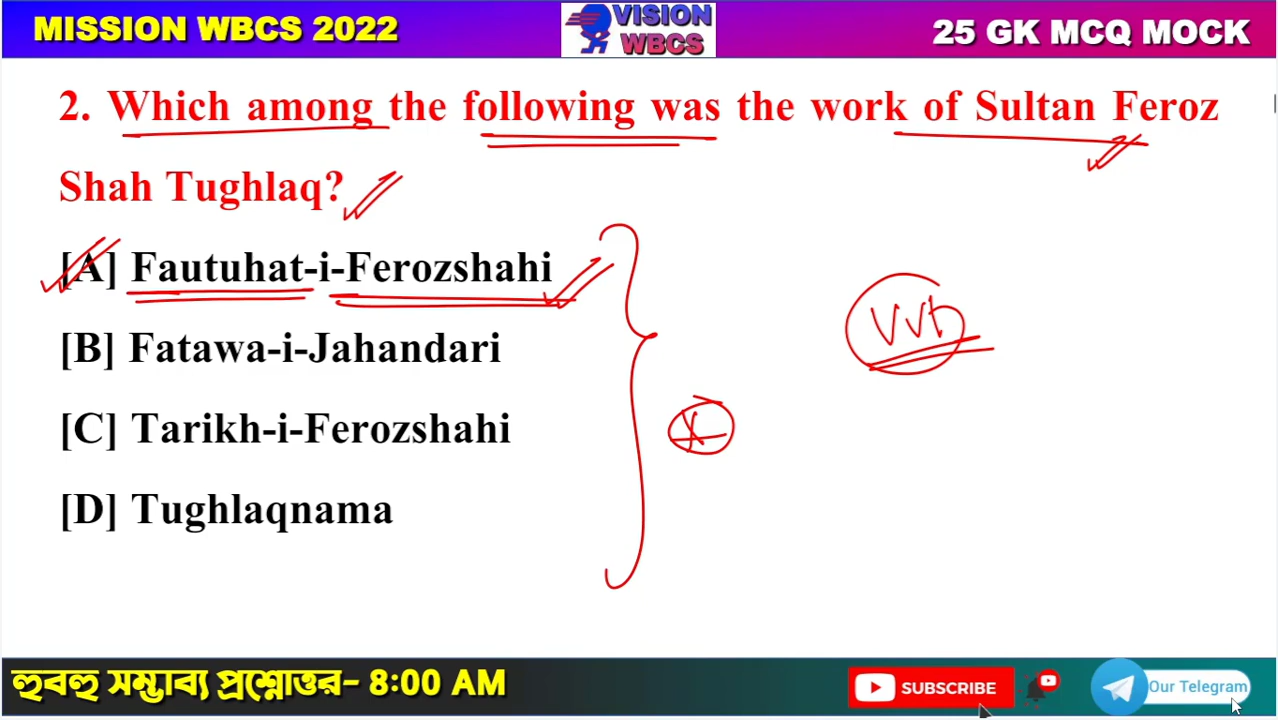 MISSION WBCS 2022
VISION
WBCS
25 GK MCQ MOCK
2. Which among the following was the work of Sultan Feroz
Shah Tughlaq?
[A] Fautuhat-i-Ferozshahi
[B] Fatawa-i-Jahandari
[C] Tarikh-i-Ferozshahi
[D] Tughlaqnama
হুবহু সম্ভাব্য প্রশ্নোত্তর- 8:00 AM
SUBSCRIBE
Our Telegram